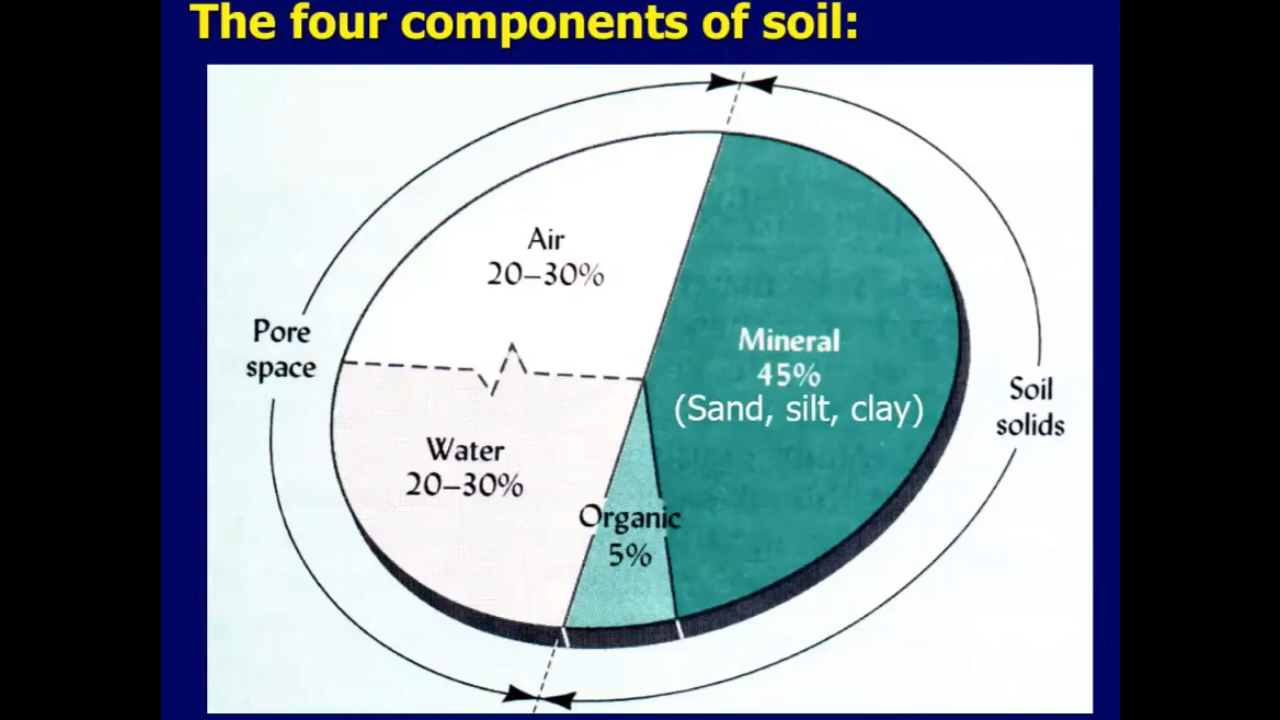 The four components of soil:
Air
20–30%
Pore
space
Mineral
45%
(Sand, silt, clay)
Soil
solids
Water
20–30%
Organic
5%